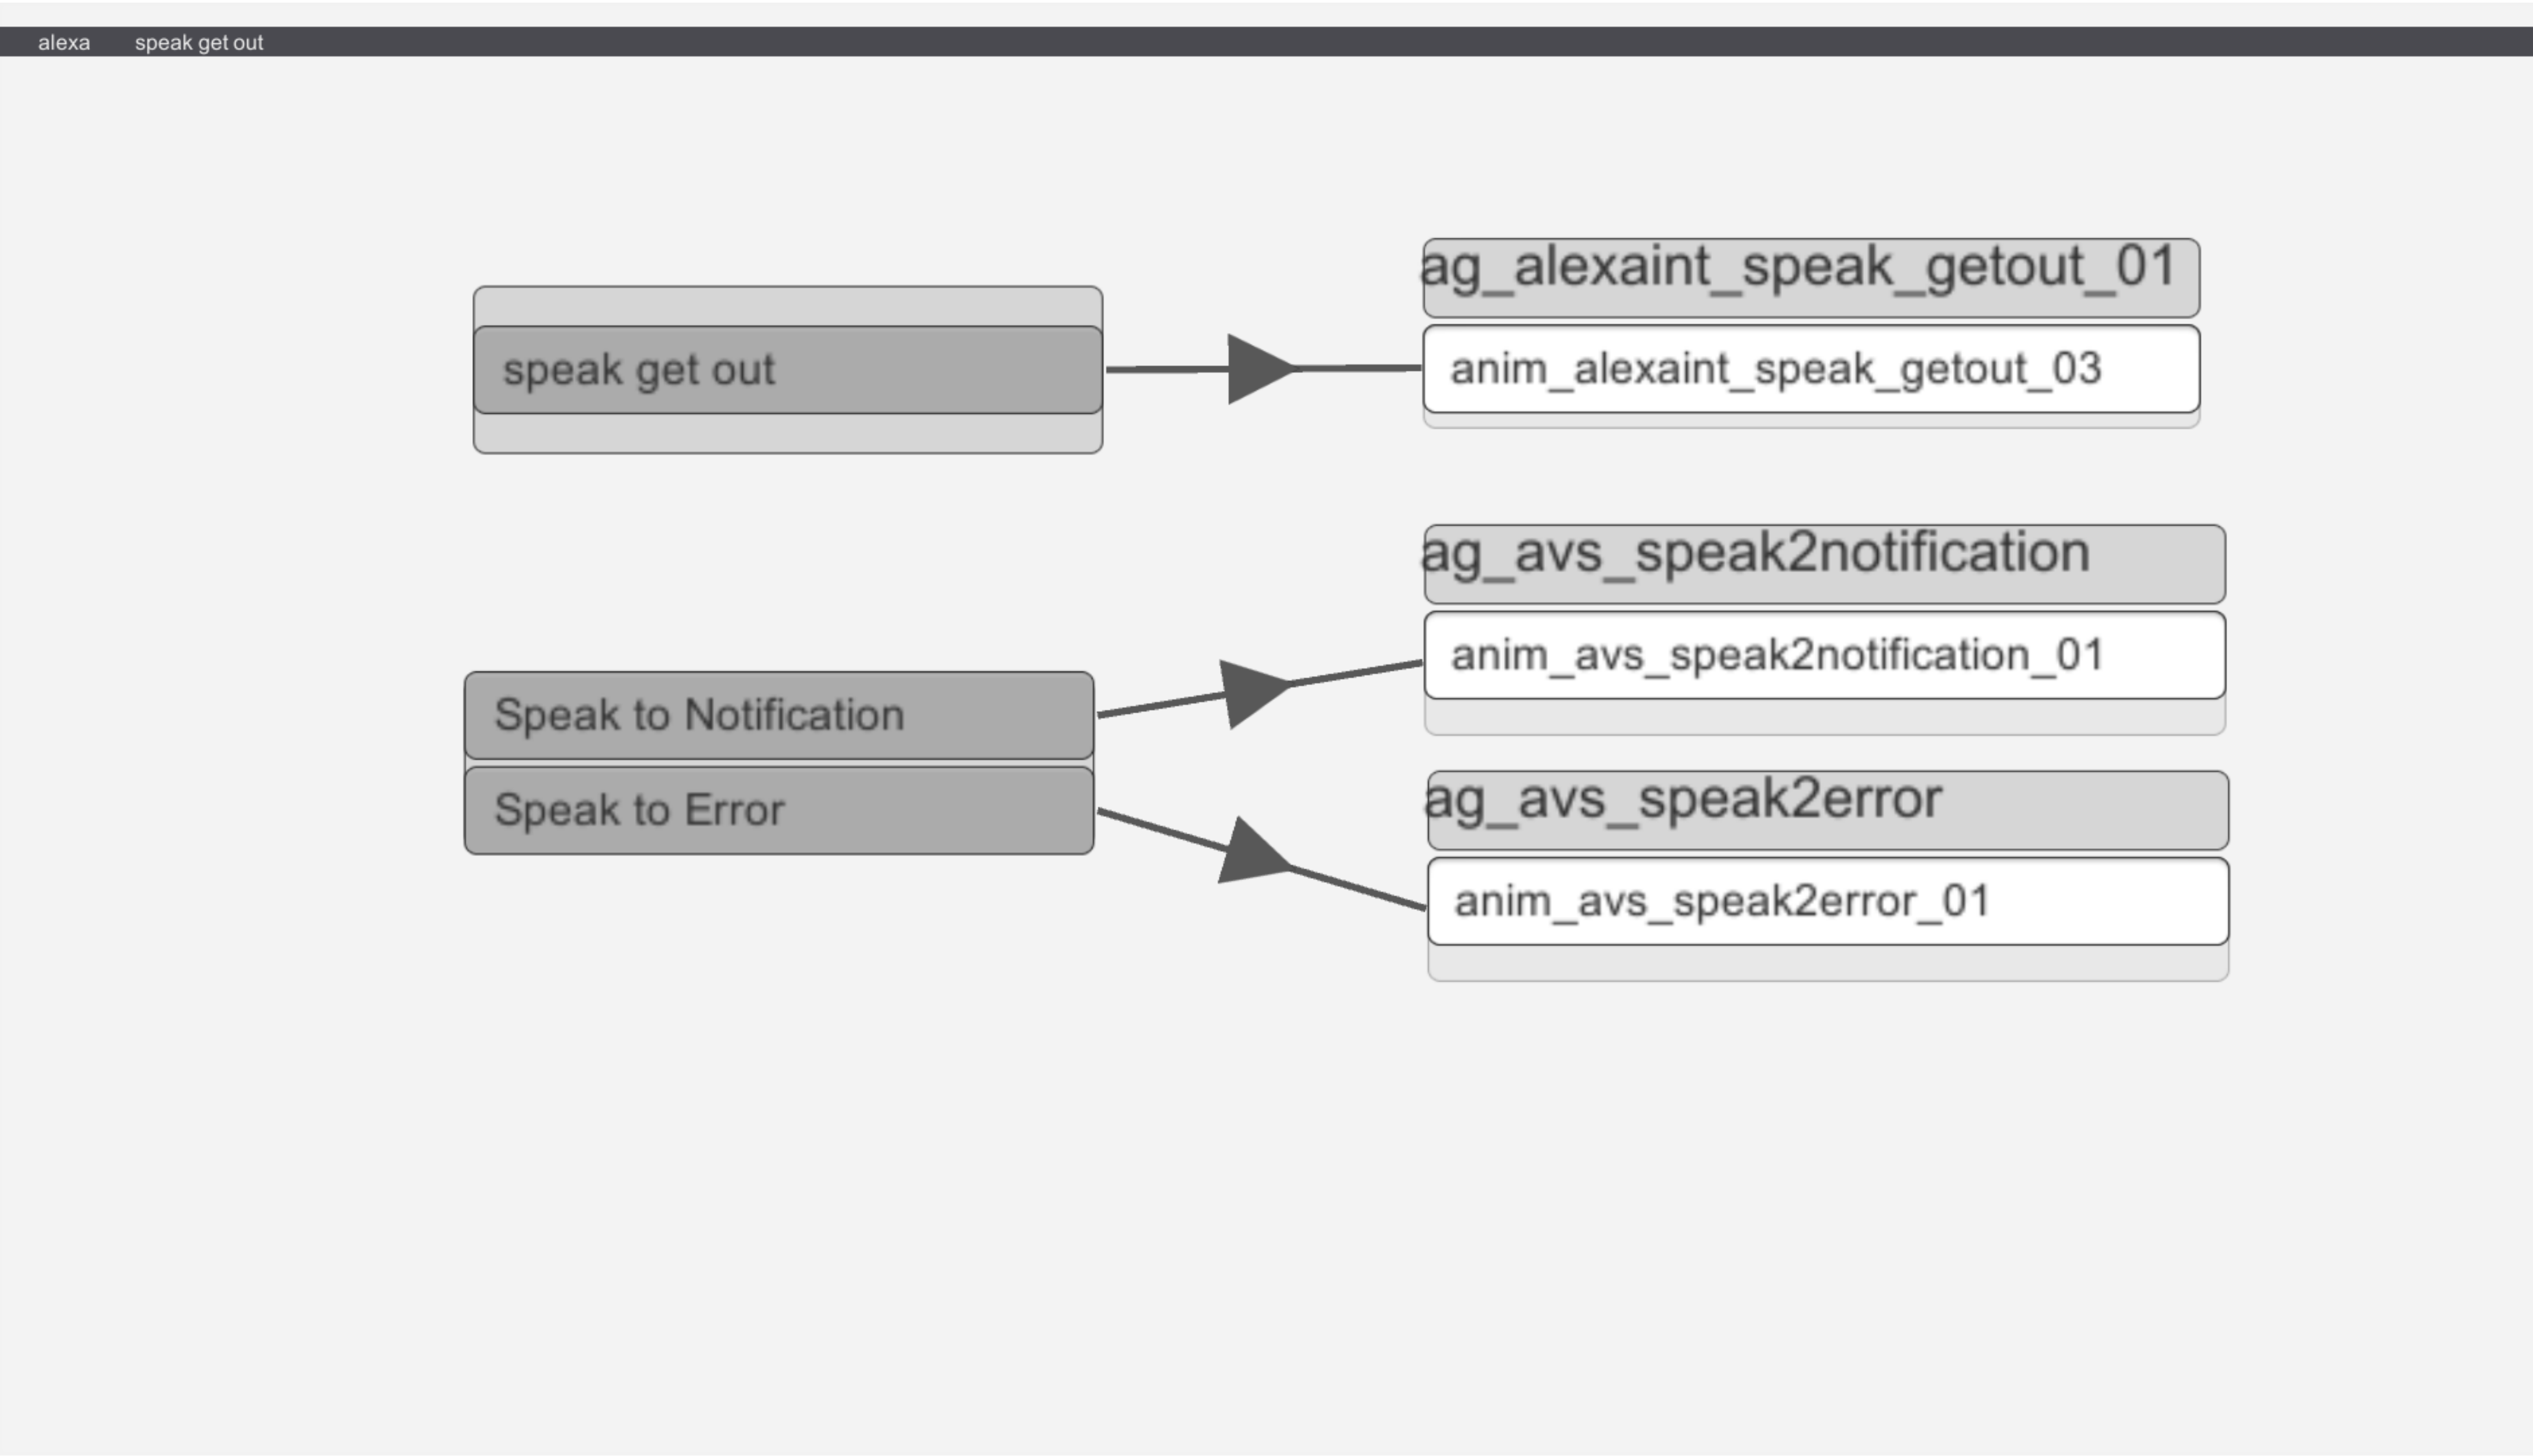 alexa speak get out
ag_alexaint_speak_getout_01
speak get out
anim_alexaint_speak_getout_03
ag_avs_speak2notification
anim_avs_speak2notification_01
Speak to Notification
Speak to Error
ag_avs_speak2error
anim_avs_speak2error_01